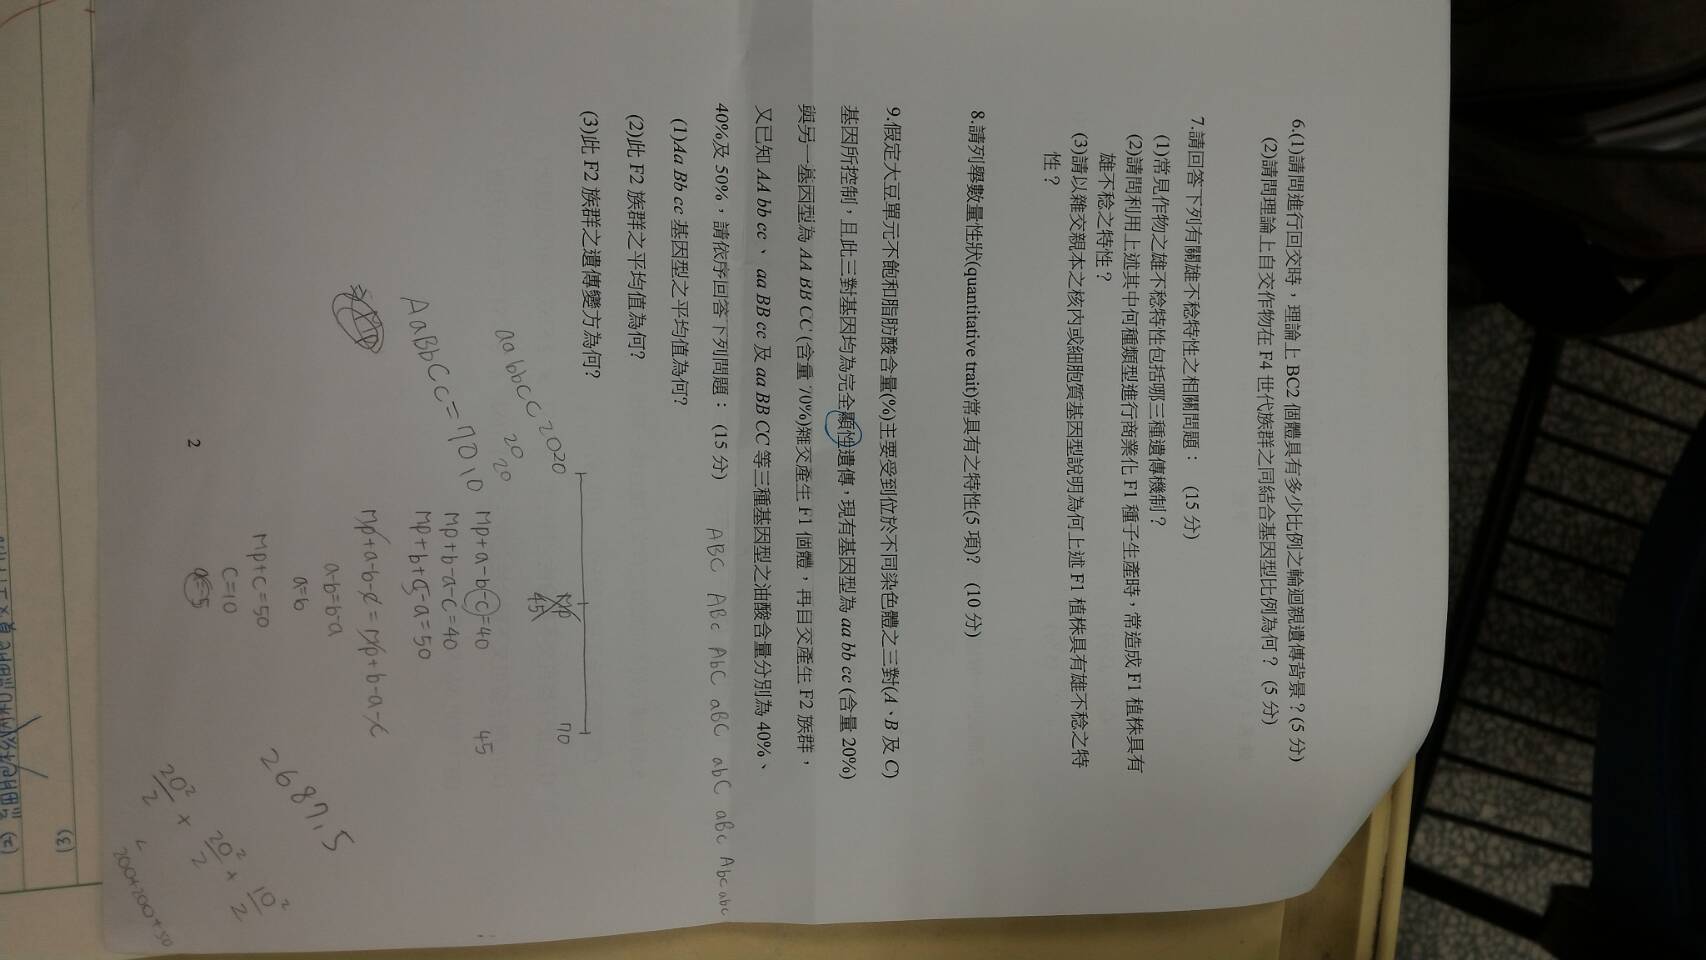 6.(1)請問進行回交時，理論上 BC2 個體具有多少比例之輪迴親遺傳背景？(5 分)
(2)請問理論上自交作物在 F4 世代族群之同結合基因型比例為何？ (5 分)
7.請回答下列有關雄不稔特性之相關問題： (15 分)
(1)常見作物之雄不稔特性包括哪三種遺傳機制？
(2)請問利用上述其中何種類型進行商業化 F1 種子生產時，常造成 F1 植株具有
雄不稔之特性？
(3)請以雜交親本之核內或細胞質基因型說明為何上述 F1 植株具有雄不稔之特
性？
8.請列舉數量性狀(quantitative trait)常具有之特性(5 項)? (10 分)
9.假定大豆單元不飽和脂肪酸含量(%)主要受到位於不同染色體之三對(A、B 及 C)
基因所控制，且此三對基因均為完全顯性遺傳，現有基因型為 aa bb cc (含量 20%)
與另一基因型為 AA BB CC (含量 70%)雜交產生 F1 個體，再自交產生 F2 族群，
又已知 AA bb cc、 aa BB cc 及 aa BB CC 等三種基因型之油酸含量分別為 40%、
40%及 50%，請依序回答下列問題： (15 分)
ABC ABc AbC aBC abC aBc Abc abc
(1)Aa Bb cc 基因型之平均值為何?
(2)此 F2 族群之平均值為何?
(3)此 F2 族群之遺傳變方為何?
20 Mp 70
45
aabbcc 20
20
20
Mp+a-b-c=40 45
Mp+b-a-c=40
Mp+b+c-a=50
AaBbCc=70
10
Mp+a-b-c=Mp+b-a-c
a-b=b-a
a=b
Mp+c=50
c=10
a=5
2687.5
20²/2 + 20²/2 + 10²/2
200+200+50
2
(3)